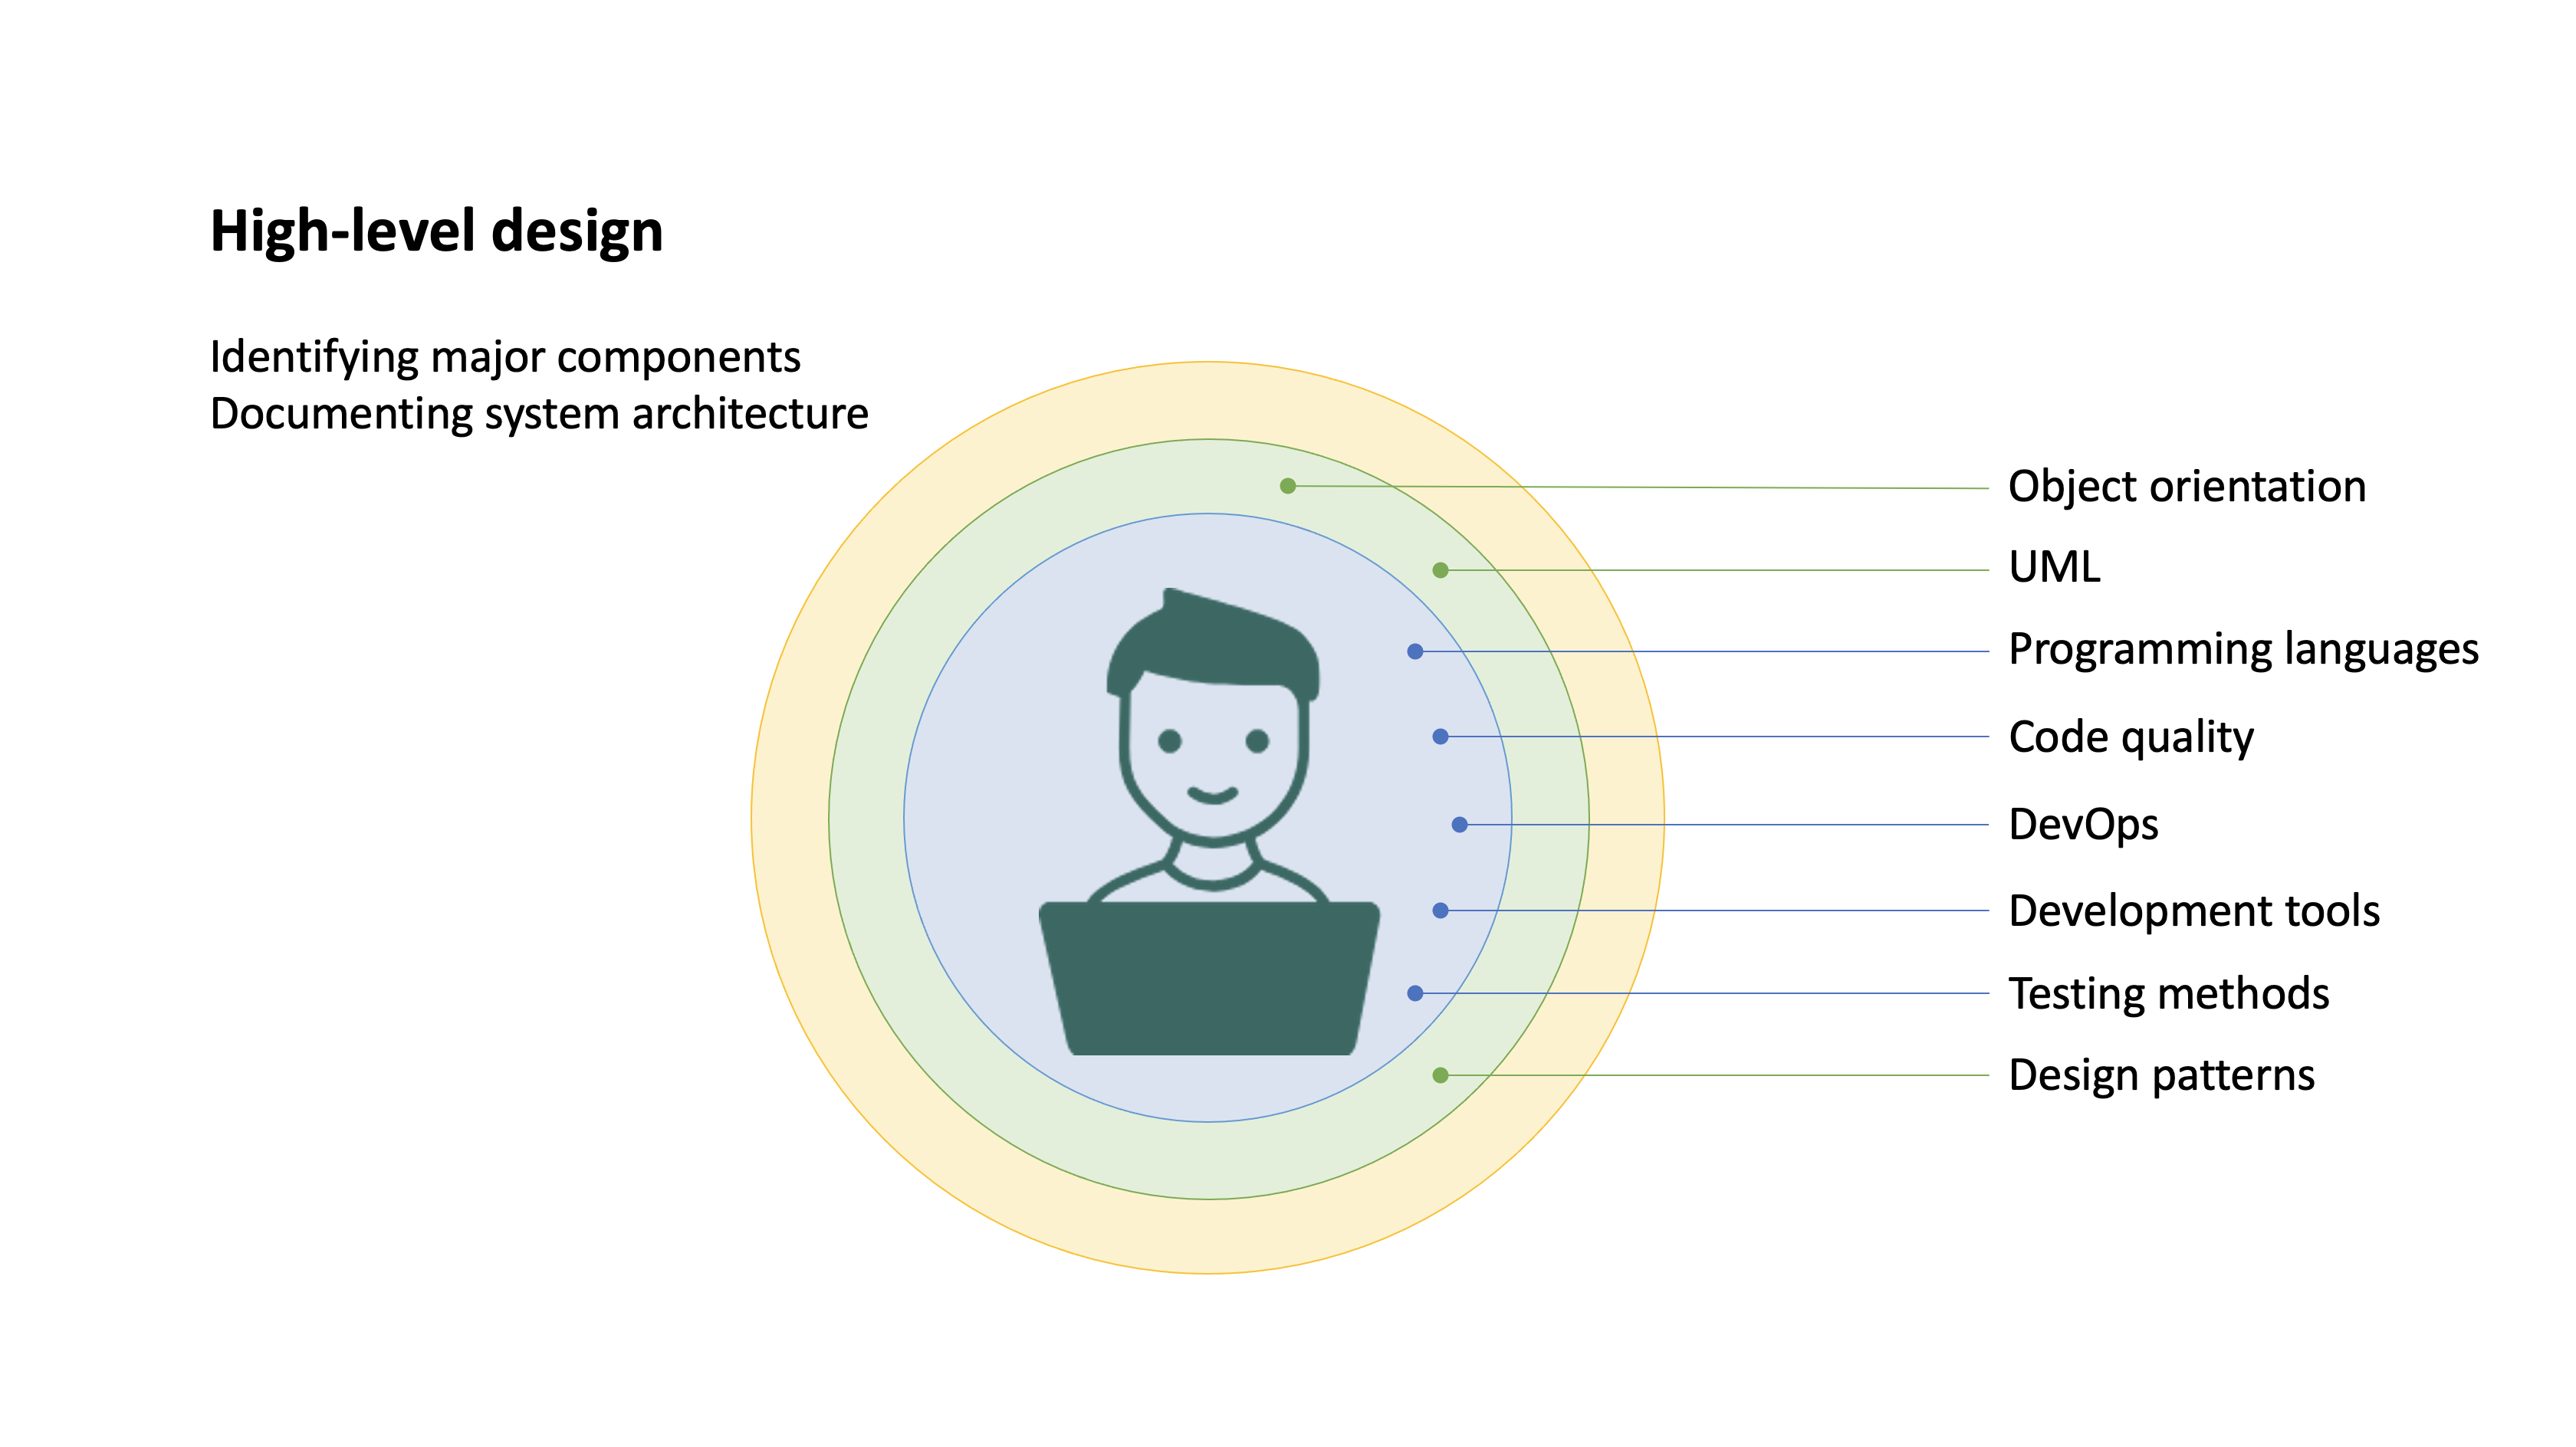 High-level design
Identifying major components
Documenting system architecture
Object orientation
UML
Programming languages
Code quality
DevOps
Development tools
Testing methods
Design patterns